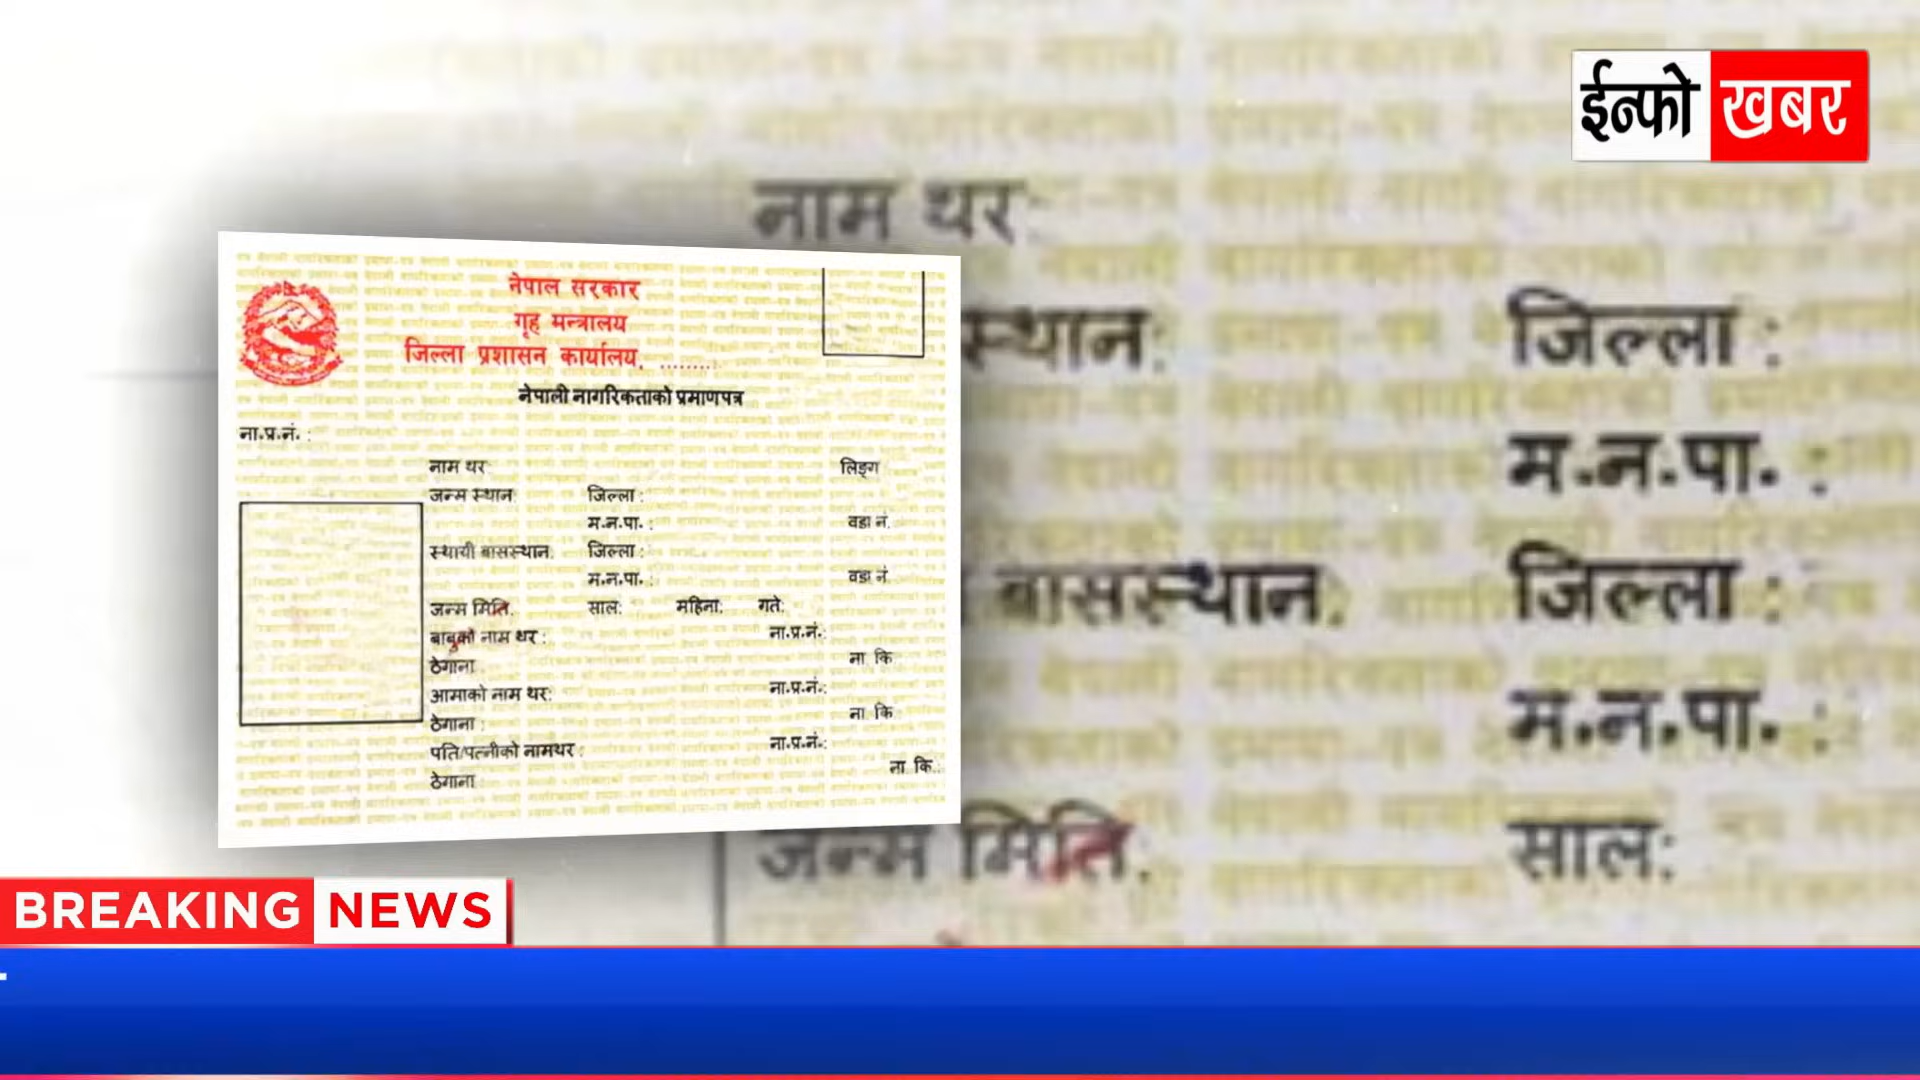 ईन्फो खबर
नेपाल सरकार
गृह मन्त्रालय
जिल्ला प्रशासन कार्यालय, .........
नेपाली नागरिकताको प्रमाणपत्र
ना.प्र.नं. :
नाम थर लिङ्ग
जन्म स्थान: जिल्ला :
म.न.पा. : वडा नं.
स्थायी बासस्थान: जिल्ला :
म.न.पा. : वडा नं
जन्म मिति: साल: महिना: गते:
बाबुको नाम थर : ना.प्र.नं.:
ठेगाना ना कि
आमाको नाम थर: ना.प्र.नं.:
ठेगाना : ना कि
पति/पत्नीको नामथर : ना.प्र.नं.:
ठेगाना ना कि.:
नाम थर:
स्थान: जिल्ला :
म.न.पा. :
बासस्थान: जिल्ला :
म.न.पा. :
जन्म मिति: साल:
BREAKING NEWS